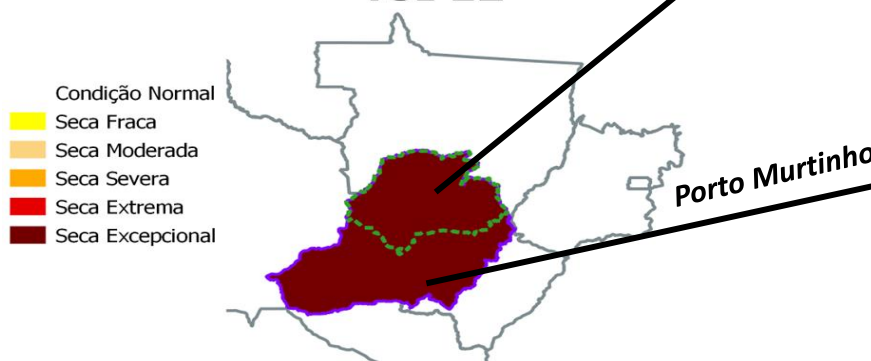 Condição Normal
Seca Fraca
Seca Moderada
Seca Severa
Seca Extrema
Seca Excepcional
Porto Murtinho